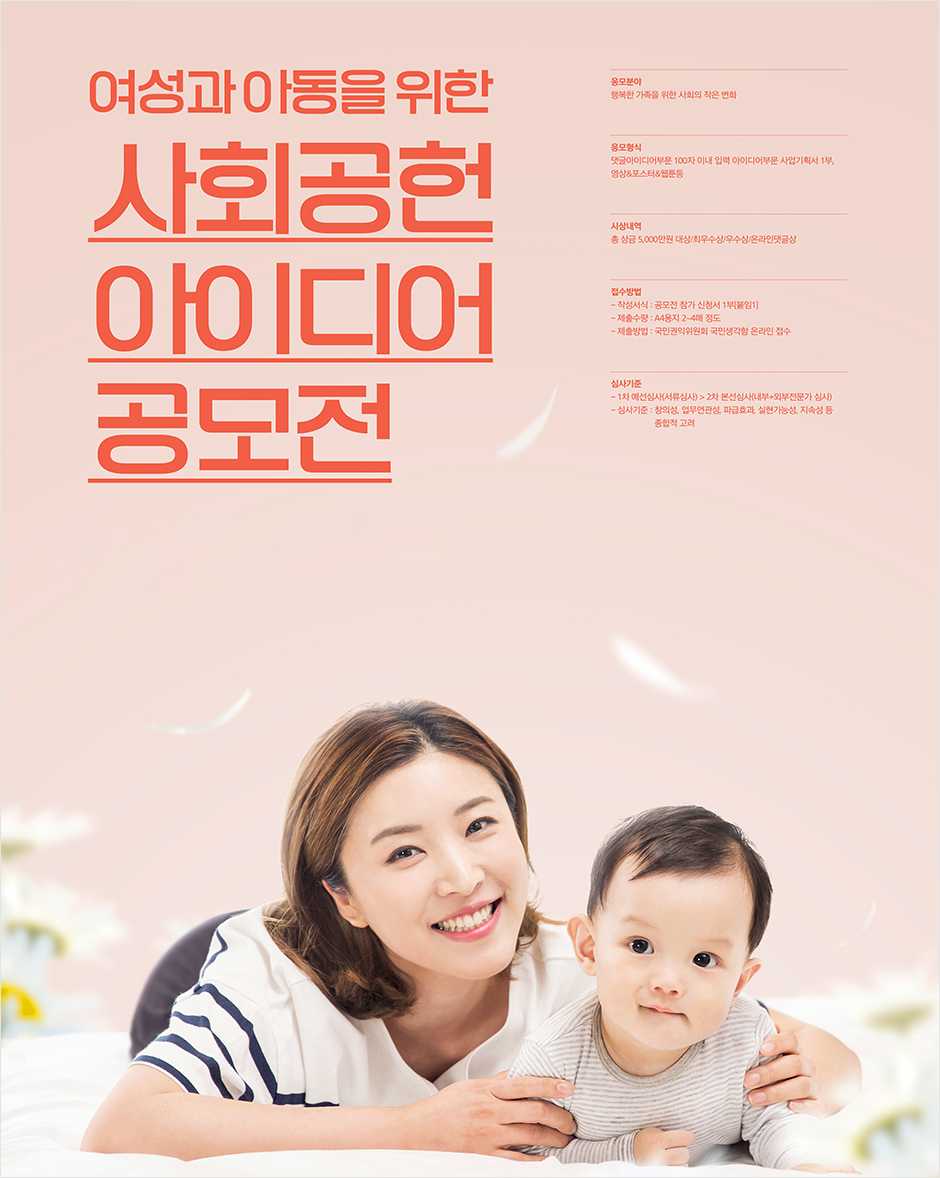 여성과 아동을 위한
사회공헌
아이디어
공모전
응모분야
행복한 가족을 위한 사회의 작은 변화
응모형식
댓글아이디어부문 100자 이내 입력 아이디어부문 사업기획서 1부,
영상&포스터&웹툰등
시상내역
총 상금 5,000만원 대상/최우수상/우수상/온라인댓글상
접수방법
- 작성서식 : 공모전 참가 신청서 1부[붙임1]
- 제출수량 : A4용지 2~4매 정도
- 제출방법 : 국민권익위원회 국민생각함 온라인 접수
심사기준
- 1차 예선심사(서류심사) > 2차 본선심사(내부+외부전문가 심사)
- 심사기준 : 창의성, 업무연관성, 파급효과, 실현가능성, 지속성 등
종합적 고려